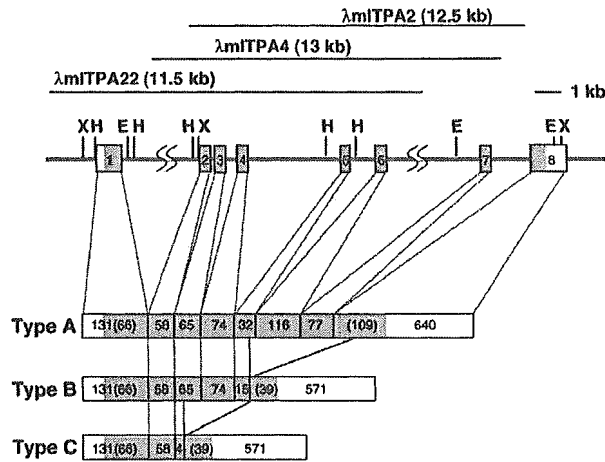 λmITPA2 (12.5 kb)
λmITPA4 (13 kb)
λmITPA22 (11.5 kb)
1 kb
X H E H H X H H E E X
1 2 3 4 5 6 7 8
Type A 131(66) 58 65 74 32 116 77 (109) 640
Type B 131(66) 58 65 74 15 (39) 571
Type C 131(66) 58 4 (39) 571